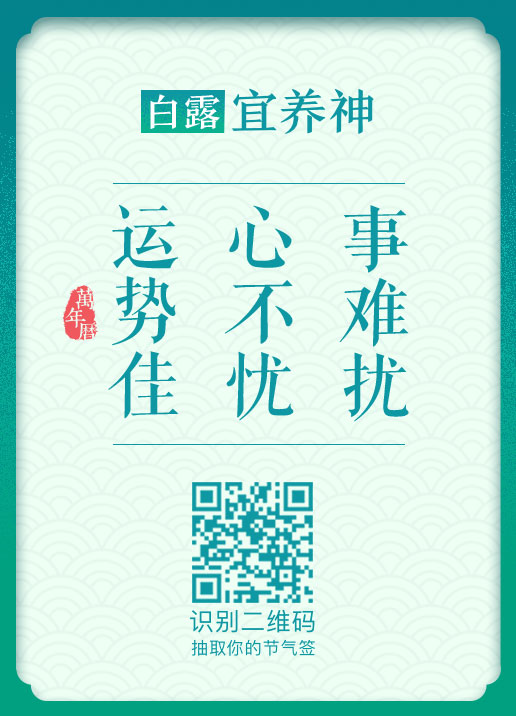 白露宜养神
事难扰
心不忧
运势佳
萬年曆
识别二维码
抽取你的节气签